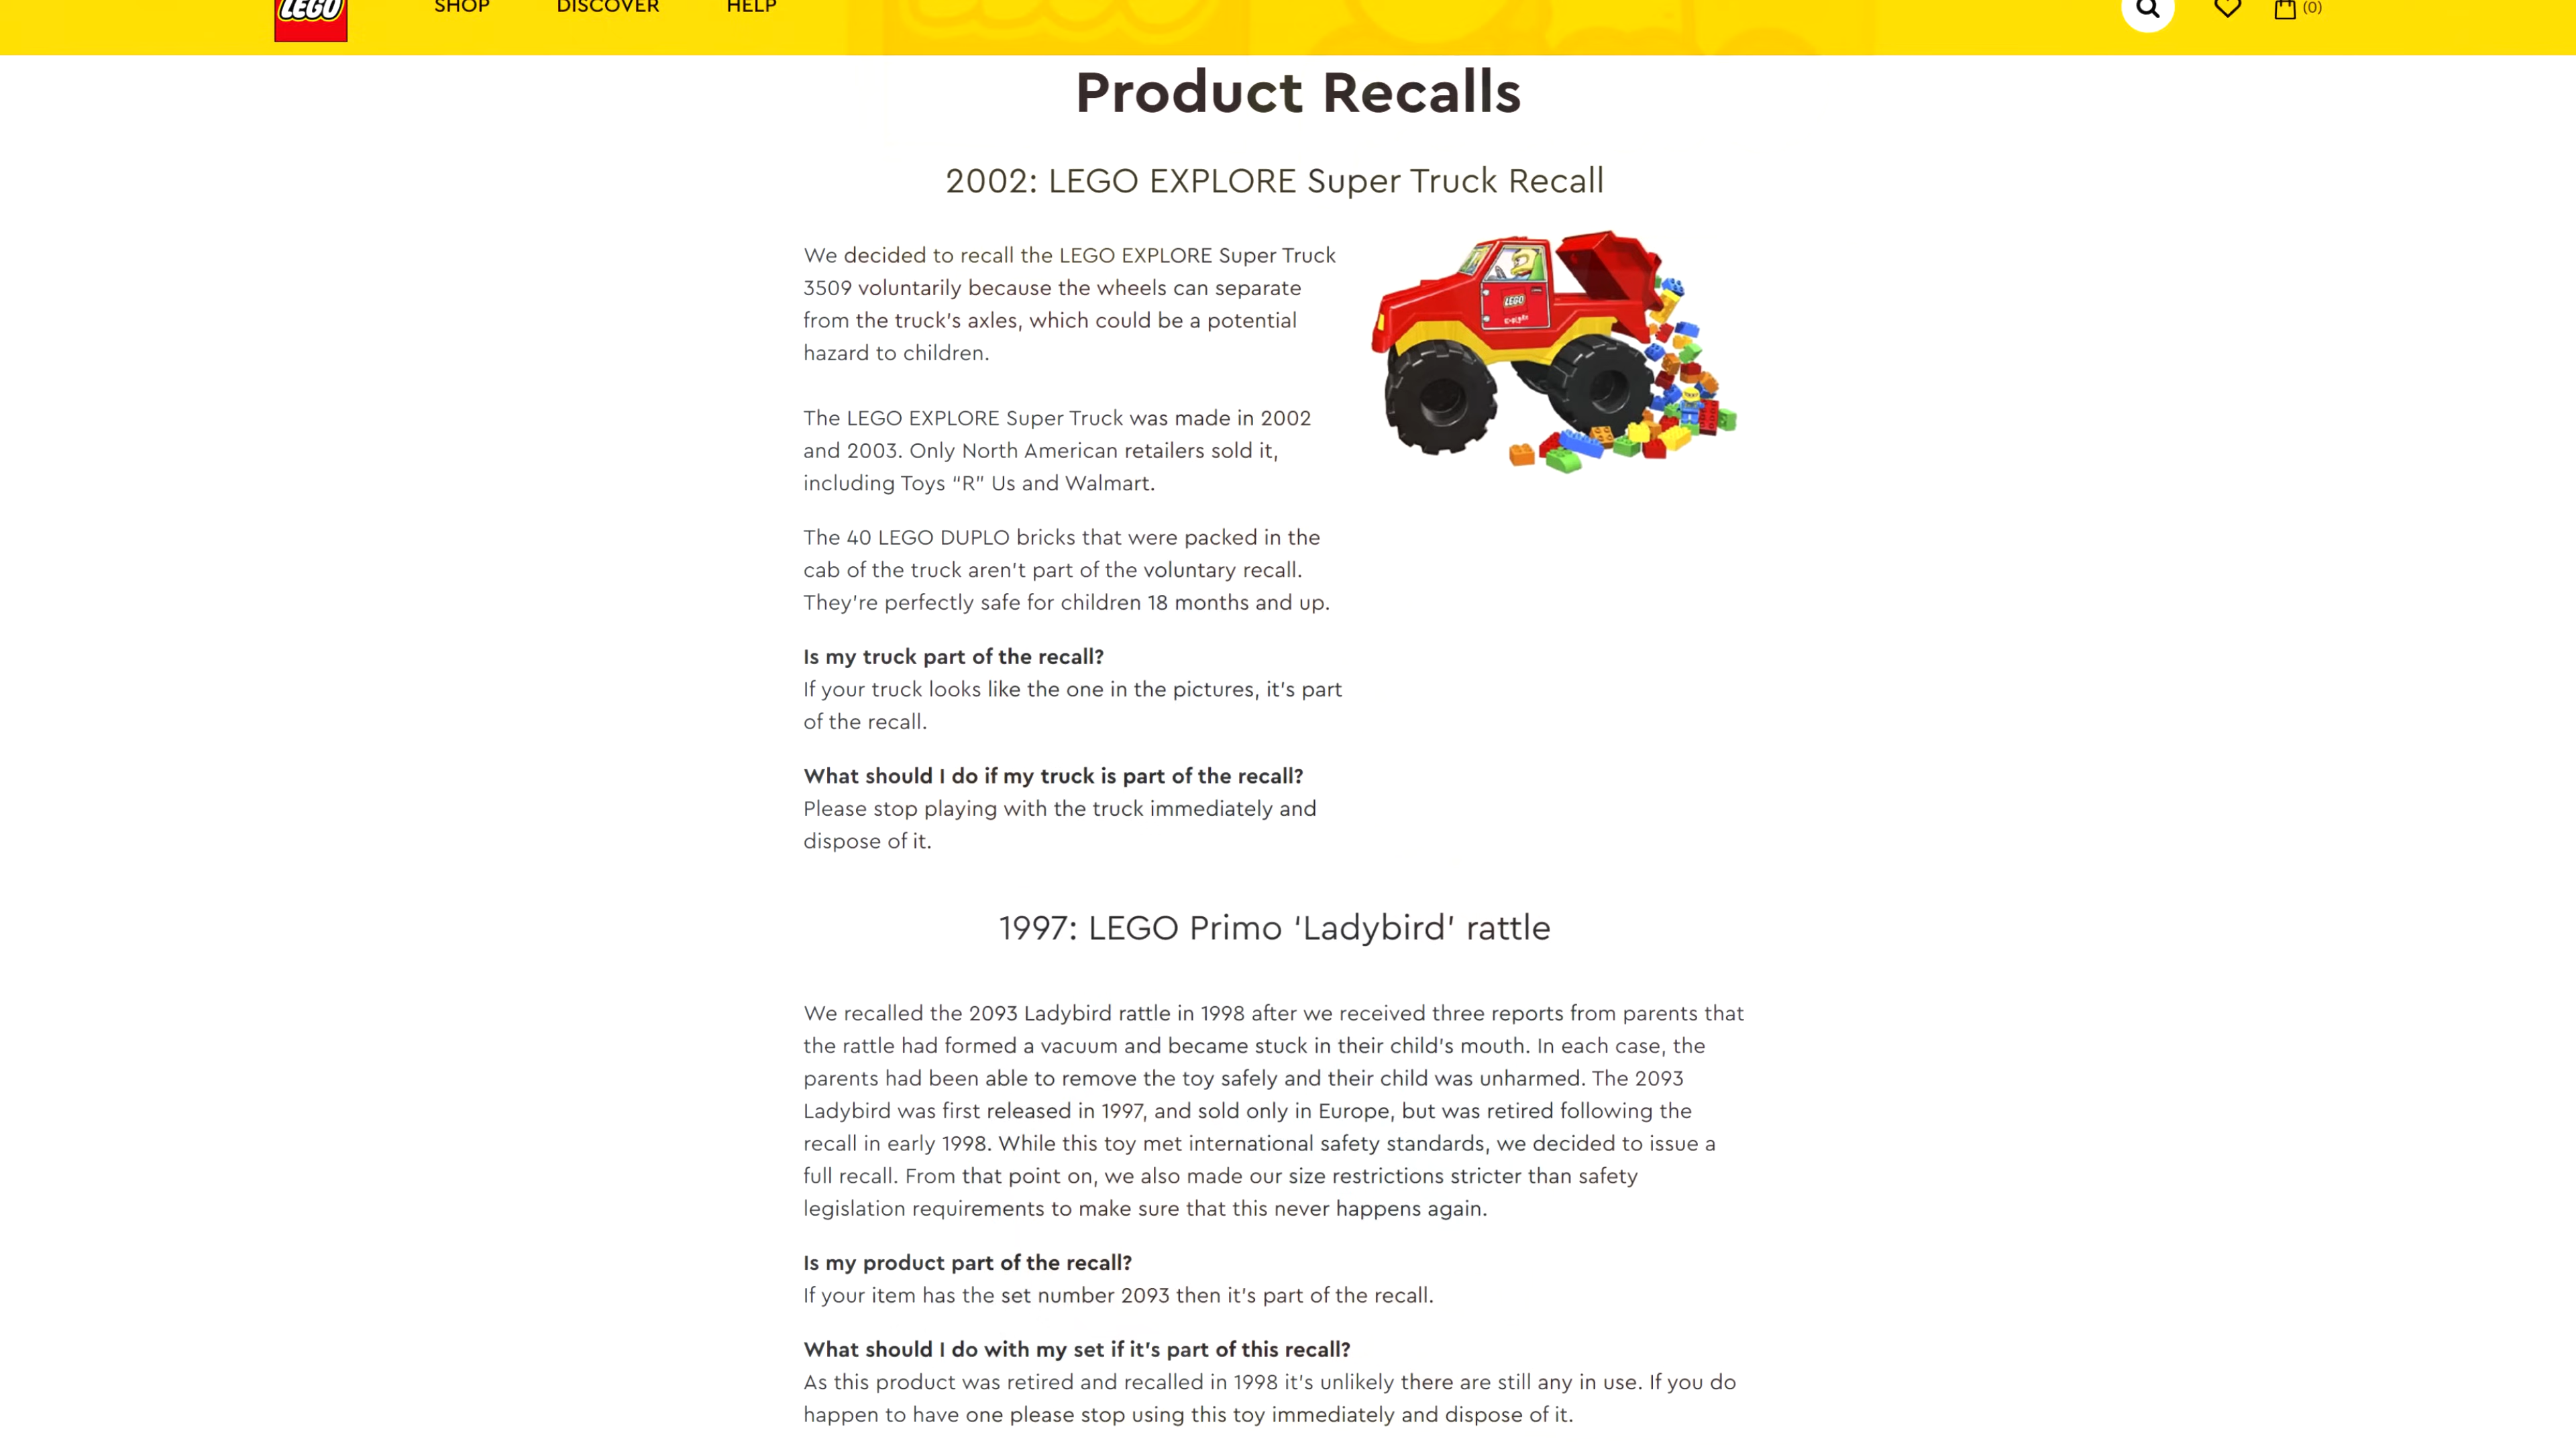 LEGO
SHOP
DISCOVER
HELP
(0)
Product Recalls
2002: LEGO EXPLORE Super Truck Recall
We decided to recall the LEGO EXPLORE Super Truck
3509 voluntarily because the wheels can separate
from the truck's axles, which could be a potential
hazard to children.
LEGO
EXPLORE
The LEGO EXPLORE Super Truck was made in 2002
and 2003. Only North American retailers sold it,
including Toys “R” Us and Walmart.
The 40 LEGO DUPLO bricks that were packed in the
cab of the truck aren't part of the voluntary recall.
They're perfectly safe for children 18 months and up.
Is my truck part of the recall?
If your truck looks like the one in the pictures, it's part
of the recall.
What should I do if my truck is part of the recall?
Please stop playing with the truck immediately and
dispose of it.
1997: LEGO Primo ‘Ladybird’ rattle
We recalled the 2093 Ladybird rattle in 1998 after we received three reports from parents that
the rattle had formed a vacuum and became stuck in their child's mouth. In each case, the
parents had been able to remove the toy safely and their child was unharmed. The 2093
Ladybird was first released in 1997, and sold only in Europe, but was retired following the
recall in early 1998. While this toy met international safety standards, we decided to issue a
full recall. From that point on, we also made our size restrictions stricter than safety
legislation requirements to make sure that this never happens again.
Is my product part of the recall?
If your item has the set number 2093 then it's part of the recall.
What should I do with my set if it's part of this recall?
As this product was retired and recalled in 1998 it's unlikely there are still any in use. If you do
happen to have one please stop using this toy immediately and dispose of it.